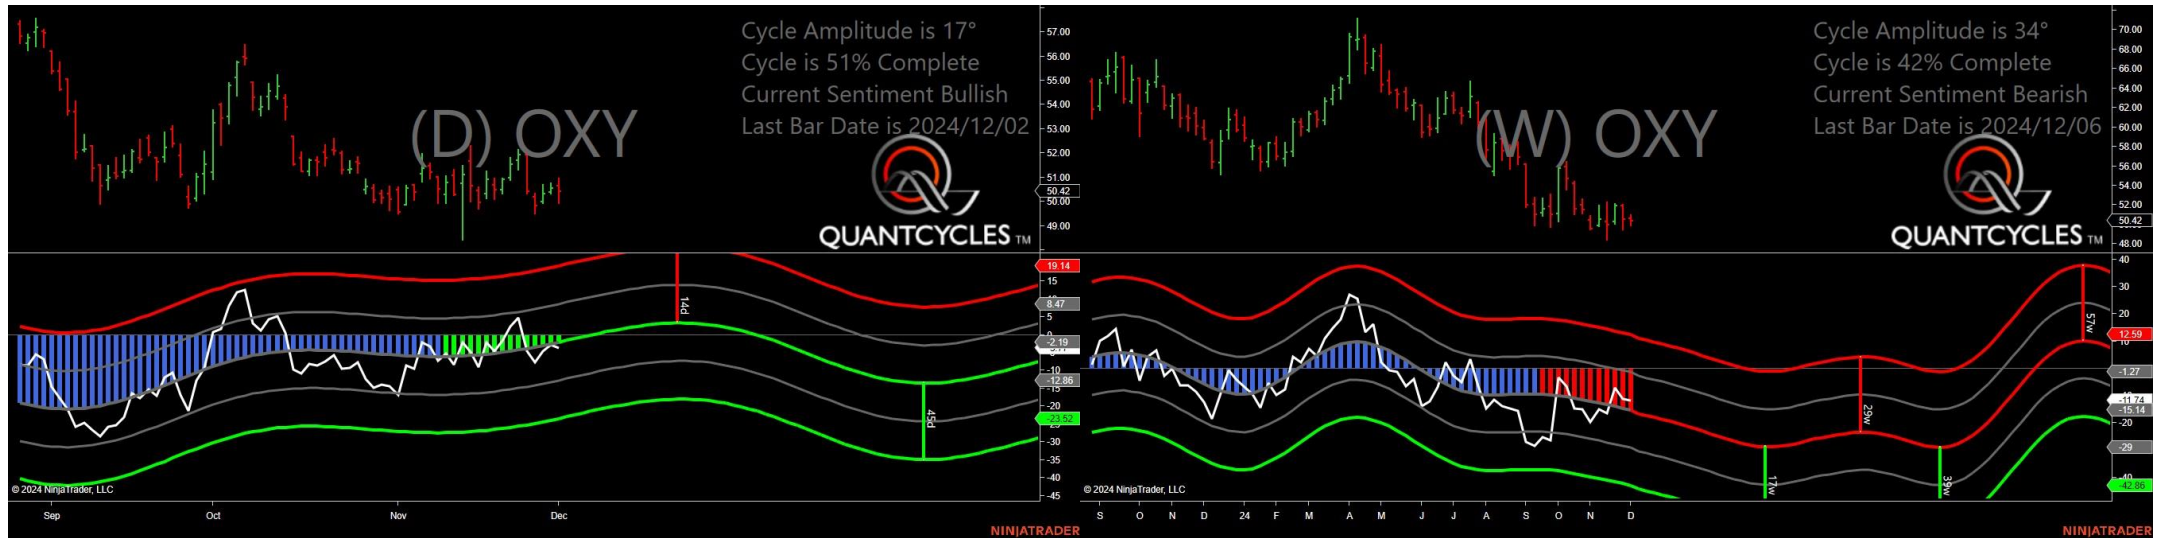 Cycle Amplitude is 17°
Cycle is 51% Complete
Current Sentiment Bullish
Last Bar Date is 2024/12/02
(D) OXY
QUANTCYCLES TM
57.00
56.00
55.00
54.00
53.00
52.00
51.00
50.42
50.00
49.00
19.14
15
8.47
5
0
-2.19
-10
-12.86
-15
-20
-23.52
-30
-35
-40
-45
14d
45d
© 2024 NinjaTrader, LLC
Sep Oct Nov Dec
NINJATRADER
Cycle Amplitude is 34°
Cycle is 42% Complete
Current Sentiment Bearish
Last Bar Date is 2024/12/06
(W) OXY
QUANTCYCLES TM
70.00
68.00
66.00
64.00
62.00
60.00
58.00
56.00
54.00
52.00
50.42
48.00
40
30
20
12.59
10
-1.27
-11.74
-15.14
-20
-29
-40
-42.86
57w
29w
17w
39w
© 2024 NinjaTrader, LLC
S O N D 24 F M A M J J A S O N D
NINJATRADER